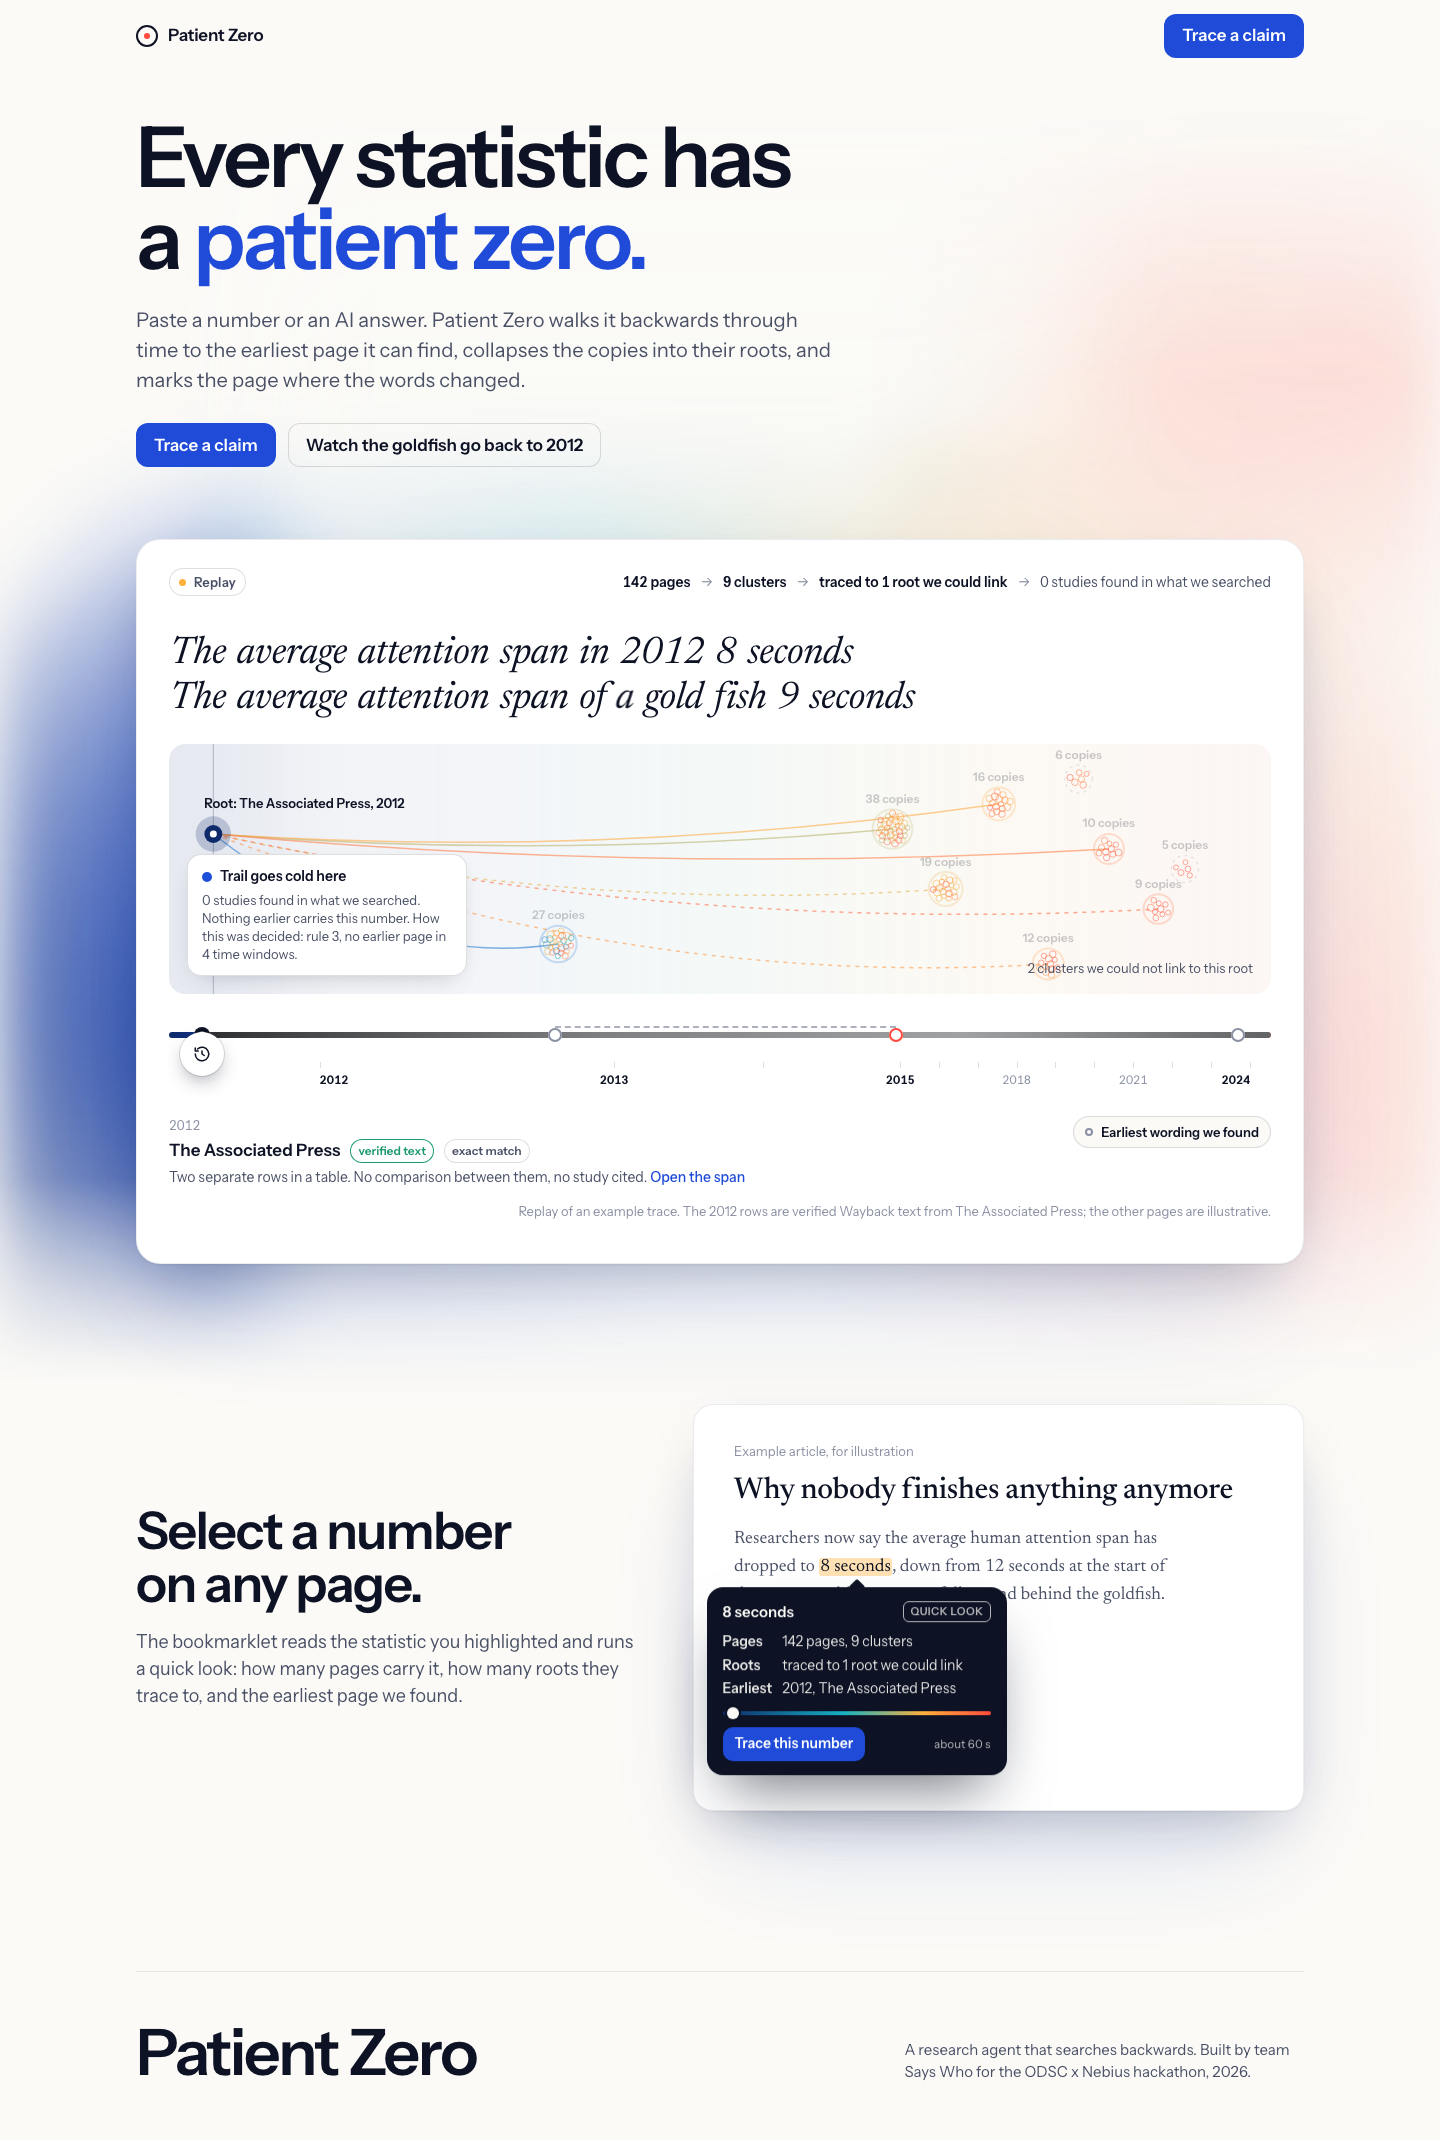 Patient Zero
Trace a claim
Every statistic has
a patient zero.
Paste a number or an AI answer. Patient Zero walks it backwards through
time to the earliest page it can find, collapses the copies into their roots, and
marks the page where the words changed.
Trace a claim
Watch the goldfish go back to 2012
Replay
142 pages → 9 clusters → traced to 1 root we could link → 0 studies found in what we searched
The average attention span in 2012 8 seconds
The average attention span of a gold fish 9 seconds
6 copies
16 copies
38 copies
Root: The Associated Press, 2012
10 copies
5 copies
19 copies
9 copies
27 copies
12 copies
2 clusters we could not link to this root
Trail goes cold here
0 studies found in what we searched.
Nothing earlier carries this number. How
this was decided: rule 3, no earlier page in
4 time windows.
2012 2013 2015 2018 2021 2024
2012
The Associated Press verified text exact match
Earliest wording we found
Two separate rows in a table. No comparison between them, no study cited. Open the span
Replay of an example trace. The 2012 rows are verified Wayback text from The Associated Press; the other pages are illustrative.
Select a number
on any page.
The bookmarklet reads the statistic you highlighted and runs
a quick look: how many pages carry it, how many roots they
trace to, and the earliest page we found.
Example article, for illustration
Why nobody finishes anything anymore
Researchers now say the average human attention span has
dropped to 8 seconds, down from 12 seconds at the start of
behind the goldfish.
8 seconds QUICK LOOK
Pages 142 pages, 9 clusters
Roots traced to 1 root we could link
Earliest 2012, The Associated Press
Trace this number about 60 s
Patient Zero
A research agent that searches backwards. Built by team
Says Who for the ODSC x Nebius hackathon, 2026.